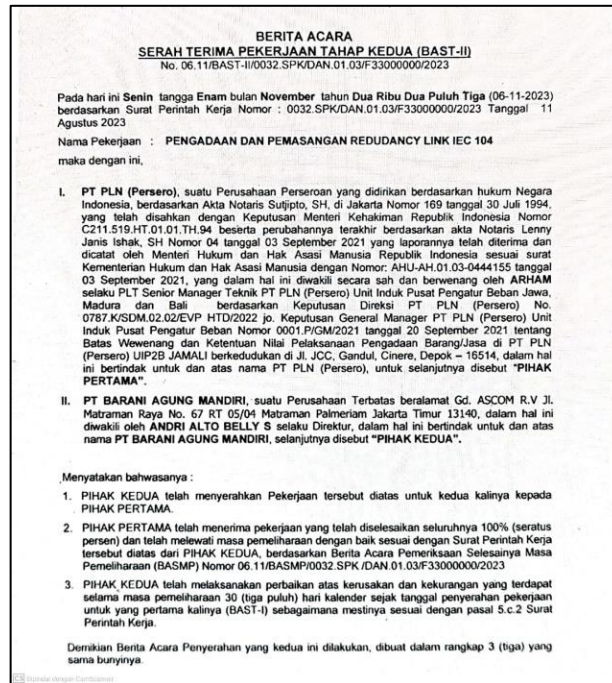 BERITA ACARA
SERAH TERIMA PEKERJAAN TAHAP KEDUA (BAST-II)
No. 06.11/BAST-II/0032.SPK/DAN.01.03/F33000000/2023
Pada hari ini Senin tangga Enam bulan November tahun Dua Ribu Dua Puluh Tiga (06-11-2023)
berdasarkan Surat Perintah Kerja Nomor : 0032.SPK/DAN.01.03/F33000000/2023 Tanggal 11
Agustus 2023
Nama Pekerjaan : PENGADAAN DAN PEMASANGAN REDUDANCY LINK IEC 104
maka dengan ini,
I. PT PLN (Persero), suatu Perusahaan Perseroan yang didirikan berdasarkan hukum Negara
Indonesia, berdasarkan Akta Notaris Sutjipto, SH, di Jakarta Nomor 169 tanggal 30 Juli 1994,
yang telah disahkan dengan Keputusan Menteri Kehakiman Republik Indonesia Nomor
C211.519.HT.01.01.TH.94 beserta perubahannya terakhir berdasarkan akta Notaris Lenny
Janis Ishak, SH Nomor 04 tanggal 03 September 2021 yang laporannya telah diterima dan
dicatat oleh Menteri Hukum dan Hak Asasi Manusia Republik Indonesia sesuai surat
Kementerian Hukum dan Hak Asasi Manusia dengan Nomor: AHU-AH.01.03-0444155 tanggal
03 September 2021, yang dalam hal ini diwakili secara sah dan berwenang oleh ARHAM
selaku PLT Senior Manager Teknik PT PLN (Persero) Unit Induk Pusat Pengatur Beban Jawa,
Madura dan Bali berdasarkan Keputusan Direksi PT PLN (Persero) No.
0787.K/SDM.02.02/EVP HTD/2022 jo. Keputusan General Manager PT PLN (Persero) Unit
Induk Pusat Pengatur Beban Nomor 0001.P/GM/2021 tanggal 20 September 2021 tentang
Batas Wewenang dan Ketentuan Nilai Pelaksanaan Pengadaan Barang/Jasa di PT PLN
(Persero) UIP2B JAMALI berkedudukan di Jl. JCC, Gandul, Cinere, Depok – 16514, dalam hal
ini bertindak untuk dan atas nama PT PLN (Persero), untuk selanjutnya disebut "PIHAK
PERTAMA".
II. PT BARANI AGUNG MANDIRI, suatu Perusahaan Terbatas beralamat Gd. ASCOM R.V Jl.
Matraman Raya No. 67 RT 05/04 Matraman Palmeriam Jakarta Timur 13140, dalam hal ini
diwakili oleh ANDRI ALTO BELLY S selaku Direktur, dalam hal ini bertindak untuk dan atas
nama PT BARANI AGUNG MANDIRI, selanjutnya disebut "PIHAK KEDUA".
Menyatakan bahwasanya :
1. PIHAK KEDUA telah menyerahkan Pekerjaan tersebut diatas untuk kedua kalinya kepada
PIHAK PERTAMA.
2. PIHAK PERTAMA telah menerima pekerjaan yang telah diselesaikan seluruhnya 100% (seratus
persen) dan telah melewati masa pemeliharaan dengan baik sesuai dengan Surat Perintah Kerja
tersebut diatas dari PIHAK KEDUA, berdasarkan Berita Acara Pemeriksaan Selesainya Masa
Pemeliharaan (BASMP) Nomor 06.11/BASMP/0032.SPK /DAN.01.03/F33000000/2023
3. PIHAK KEDUA telah melaksanakan perbaikan atas kerusakan dan kekurangan yang terdapat
selama masa pemeliharaan 30 (tiga puluh) hari kalender sejak tanggal penyerahan pekerjaan
untuk yang pertama kalinya (BAST-I) sebagaimana mestinya sesuai dengan pasal 5.c.2 Surat
Perintah Kerja.
Demikian Berita Acara Penyerahan yang kedua ini dilakukan, dibuat dalam rangkap 3 (tiga) yang
sama bunyinya.
CS Dipindai dengan CamScanner